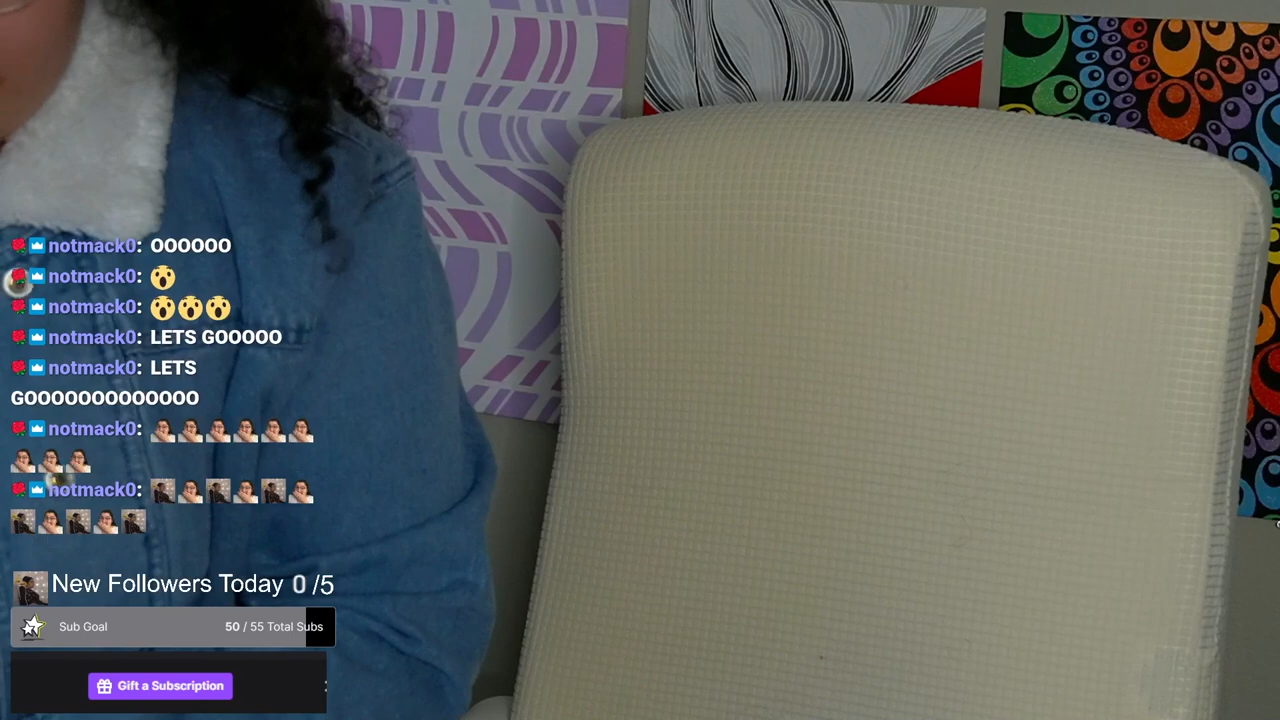 notmack0: OOOOOO
notmack0:
notmack0:
notmack0: LETS GOOOOO
notmack0: LETS
GOOOOOOOOOOOOO
notmack0:
notmack0:
New Followers Today 0 /5
Sub Goal 50 / 55 Total Subs
Gift a Subscription